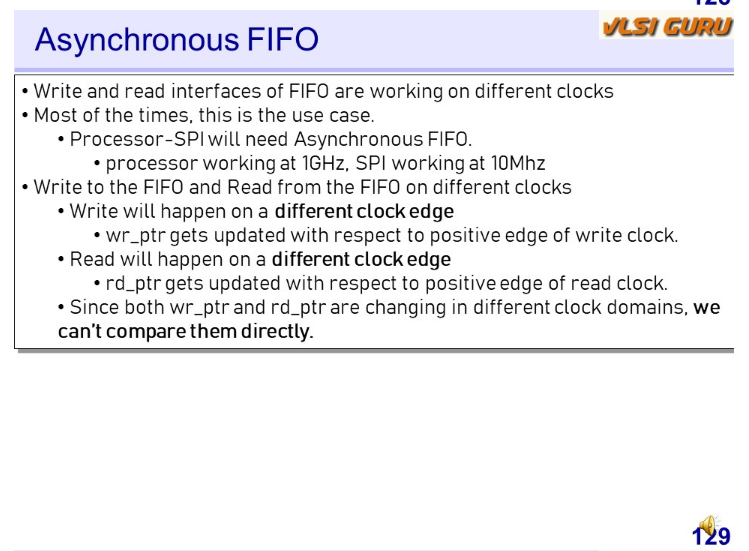 Asynchronous FIFO
VLSI GURU
• Write and read interfaces of FIFO are working on different clocks
• Most of the times, this is the use case.
• Processor-SPI will need Asynchronous FIFO.
• processor working at 1GHz, SPI working at 10Mhz
• Write to the FIFO and Read from the FIFO on different clocks
• Write will happen on a different clock edge
• wr_ptr gets updated with respect to positive edge of write clock.
• Read will happen on a different clock edge
• rd_ptr gets updated with respect to positive edge of read clock.
• Since both wr_ptr and rd_ptr are changing in different clock domains, we
can't compare them directly.
129